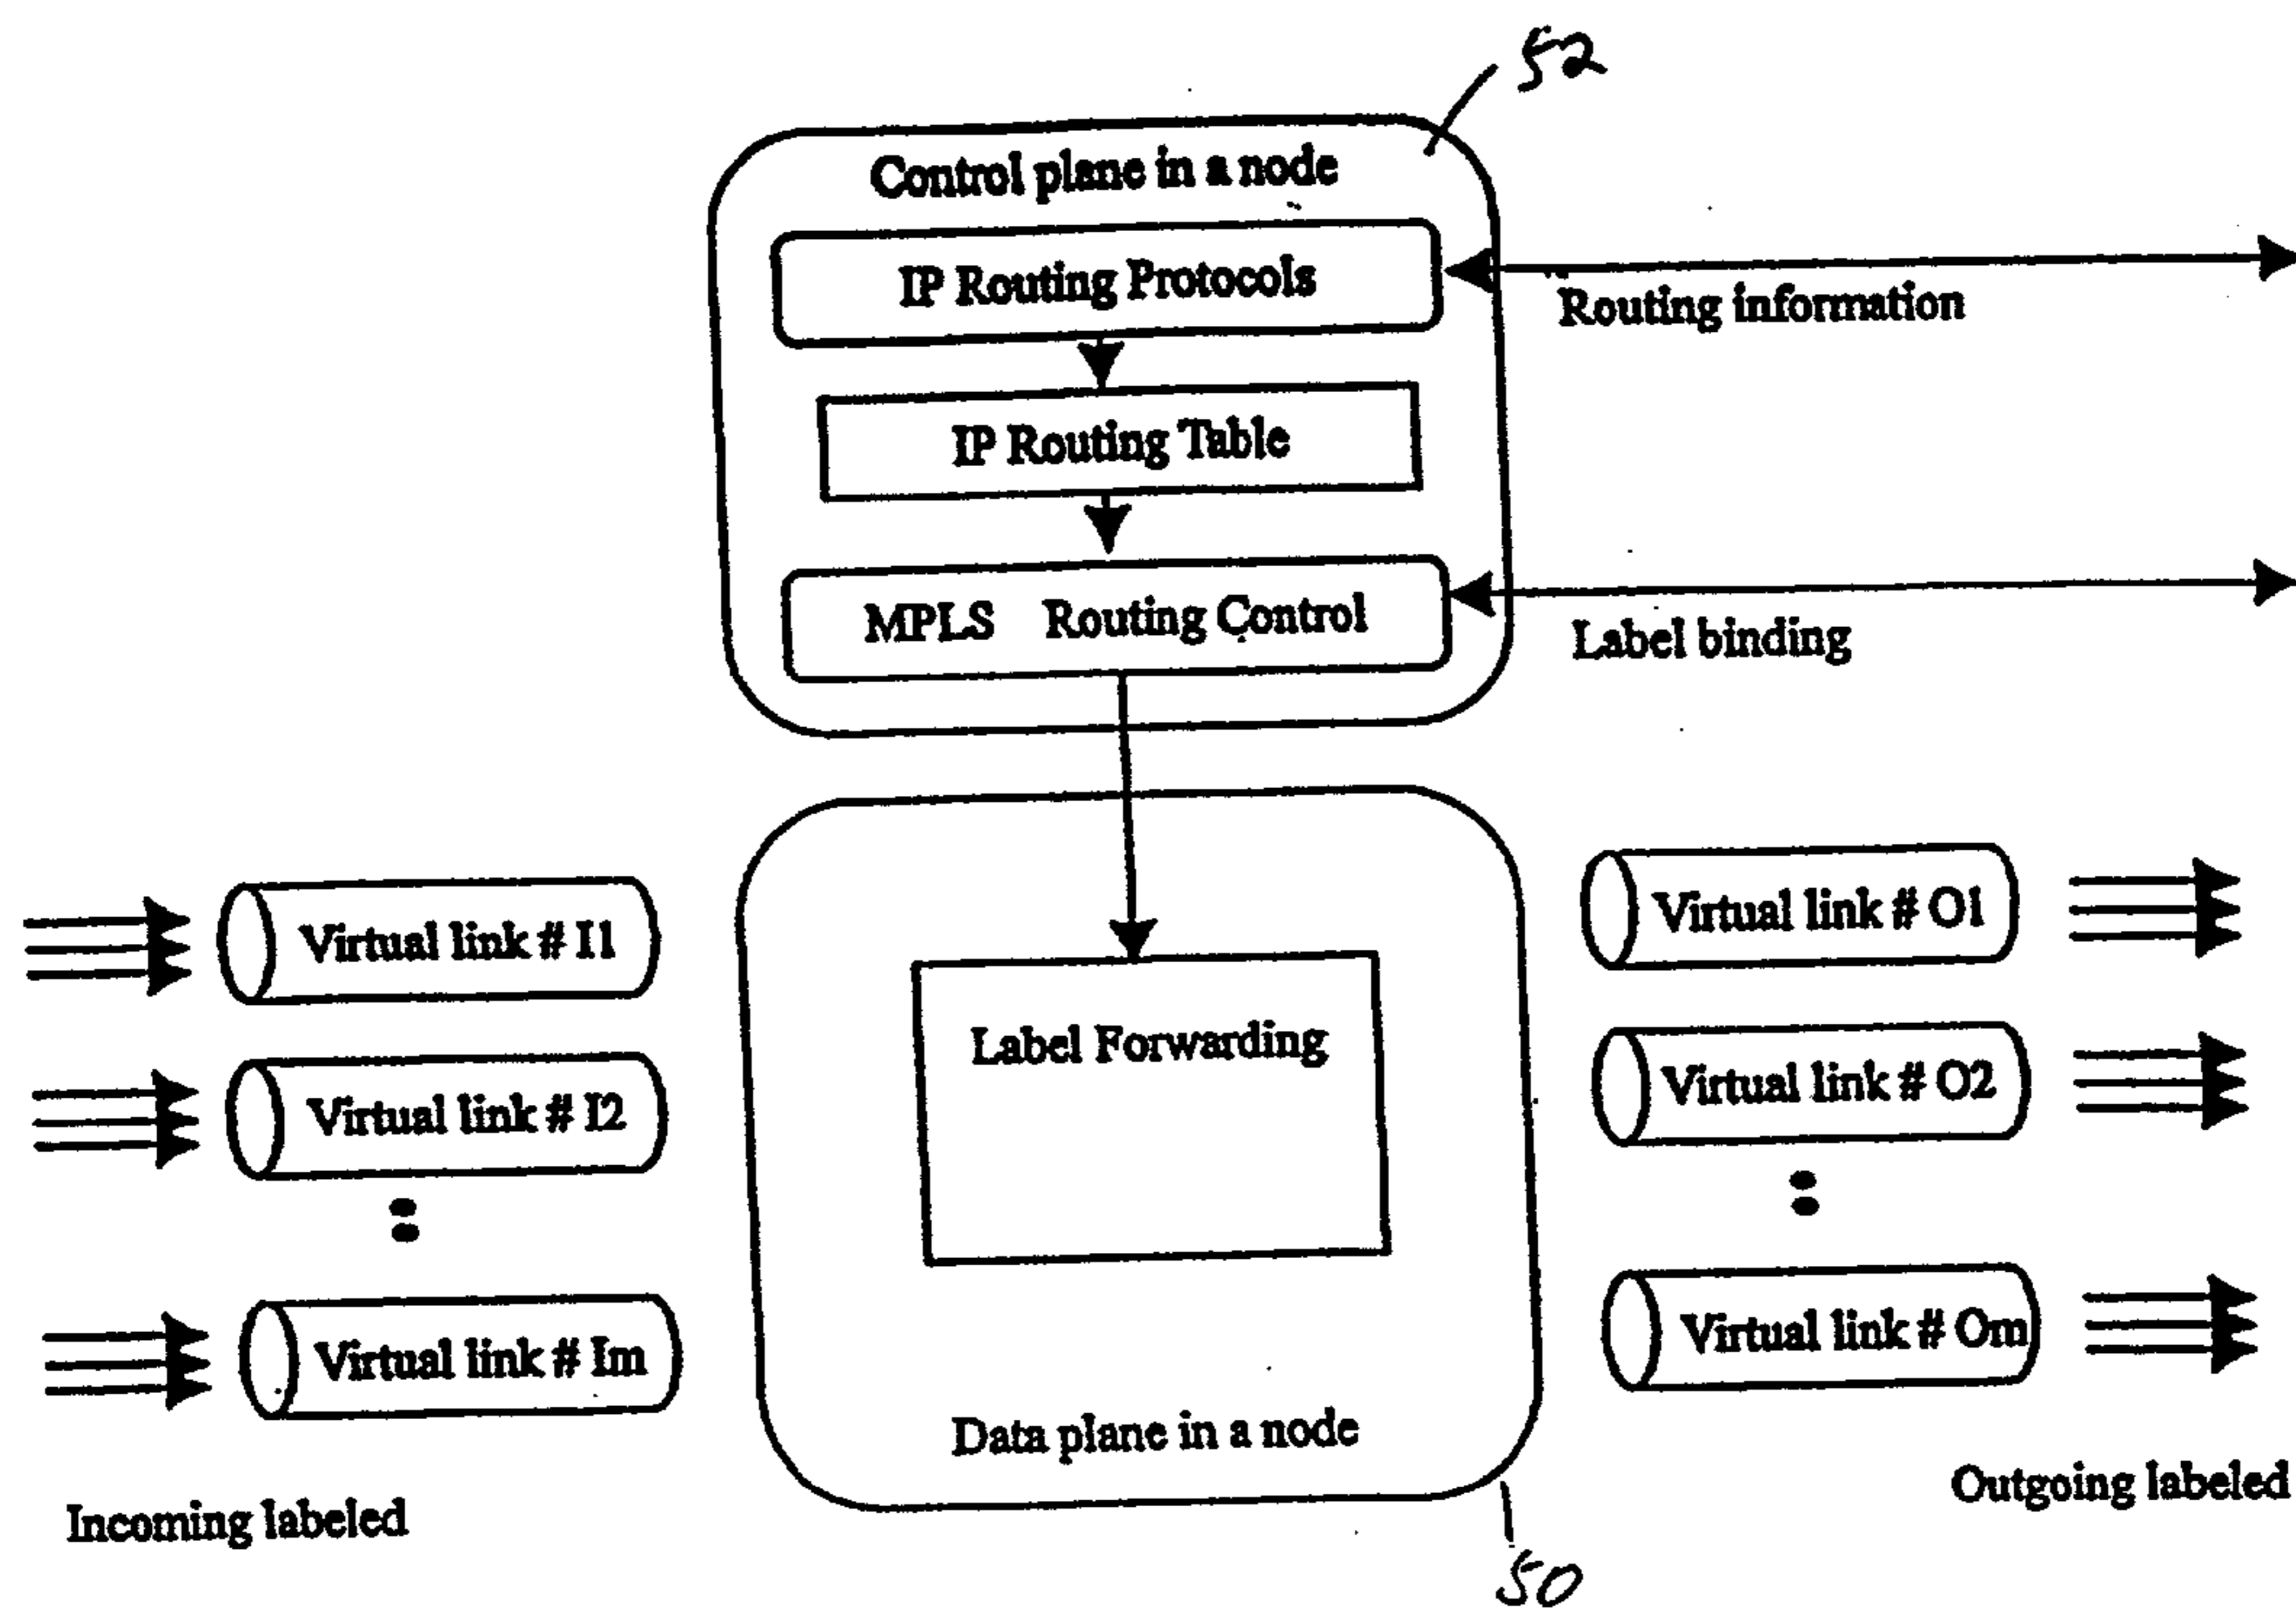 52
Control plane in a node
IP Routing Protocols
Routing information
IP Routing Table
MPLS Routing Control
Label binding
Virtual link # I1
Virtual link # O1
Label Forwarding
Virtual link # I2
Virtual link # O2
Virtual link # Im
Virtual link # Om
Data plane in a node
Incoming labeled
Outgoing labeled
50